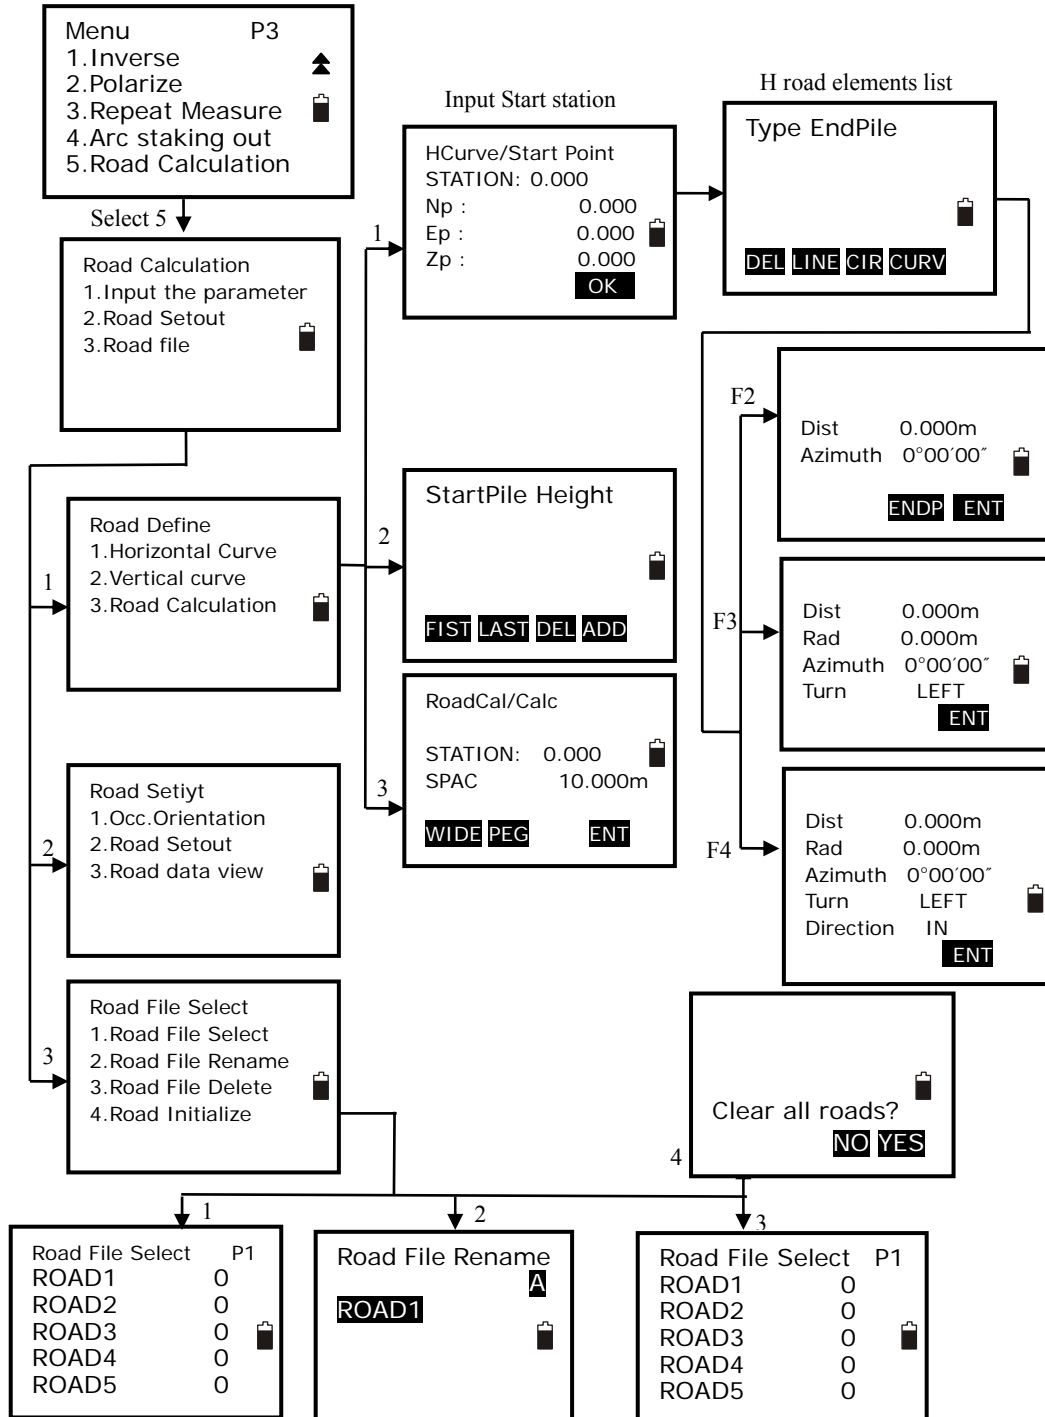 Menu P3
1.Inverse
2.Polarize
3.Repeat Measure
4.Arc staking out
5.Road Calculation
Select 5
Input Start station
HCurve/Start Point
STATION: 0.000
Np : 0.000
Ep : 0.000
Zp : 0.000
OK
H road elements list
Type EndPile
DEL LINE CIR CURV
Road Calculation
1.Input the parameter
2.Road Setout
3.Road file
1
F2
Dist 0.000m
Azimuth 0°00′00″
ENDP ENT
Road Define
1.Horizontal Curve
2.Vertical curve
3.Road Calculation
1
2
StartPile Height
FIST LAST DEL ADD
F3
Dist 0.000m
Rad 0.000m
Azimuth 0°00′00″
Turn LEFT
ENT
3
RoadCal/Calc
STATION: 0.000
SPAC 10.000m
WIDE PEG ENT
2
Road Setiyt
1.Occ.Orientation
2.Road Setout
3.Road data view
F4
Dist 0.000m
Rad 0.000m
Azimuth 0°00′00″
Turn LEFT
Direction IN
ENT
3
Road File Select
1.Road File Select
2.Road File Rename
3.Road File Delete
4.Road Initialize
4
Clear all roads?
NO YES
1
2
3
Road File Select P1
ROAD1 0
ROAD2 0
ROAD3 0
ROAD4 0
ROAD5 0
Road File Rename
A
ROAD1
Road File Select P1
ROAD1 0
ROAD2 0
ROAD3 0
ROAD4 0
ROAD5 0